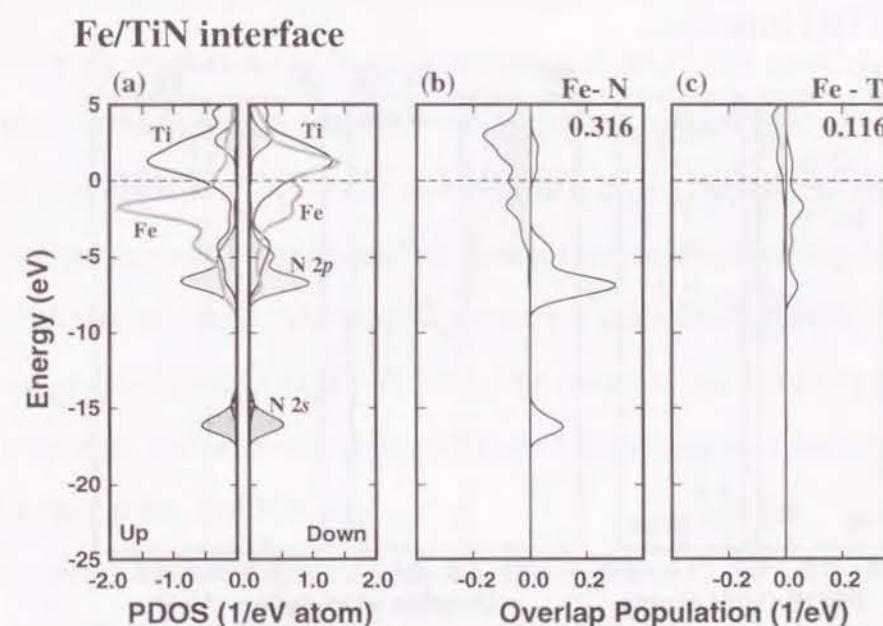 Fe/TiN interface
(a)
(b)
Fe- N
0.316
(c)
Fe - T
0.116
Energy (eV)
5
0
-5
-10
-15
-20
-25
Ti
Ti
Fe
Fe
N 2p
N 2s
Up
Down
-2.0 -1.0 0.0 1.0 2.0
-0.2 0.0 0.2
-0.2 0.0 0.2
PDOS (1/eV atom)
Overlap Population (1/eV)